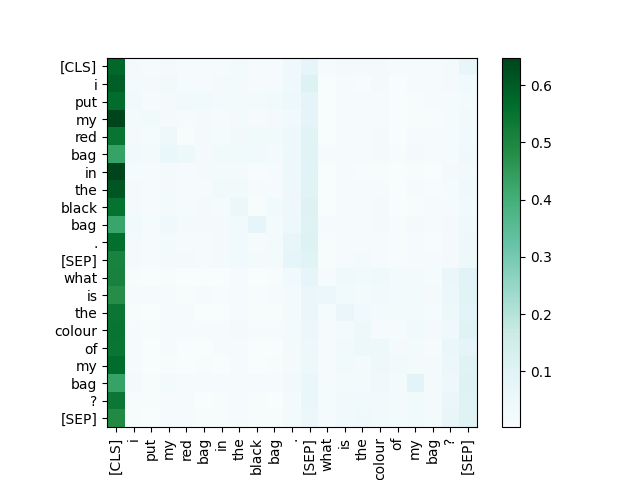 [CLS]
i
put
my
red
bag
in
the
black
bag
.
[SEP]
what
is
the
colour
of
my
bag
?
[SEP]
[CLS]
i
put
my
red
bag
in
the
black
bag
.
[SEP]
what
is
the
colour
of
my
bag
?
[SEP]
0.6
0.5
0.4
0.3
0.2
0.1